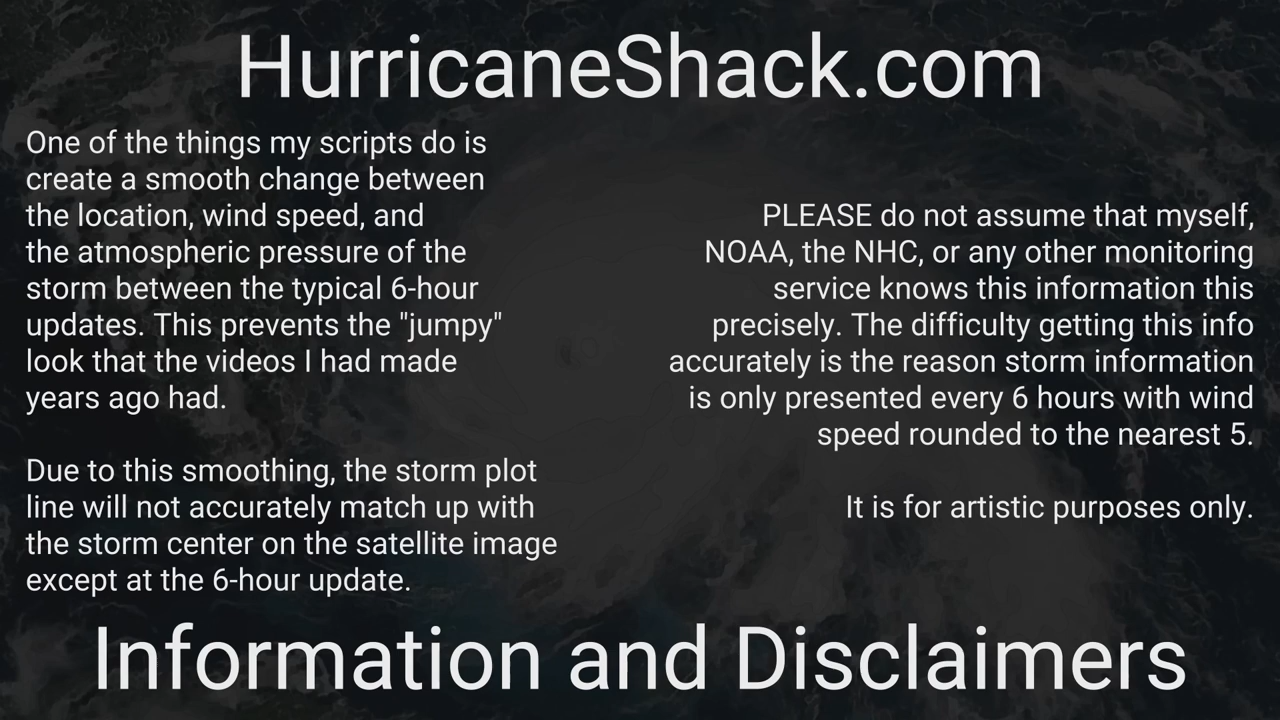 HurricaneShack.com
One of the things my scripts do is
create a smooth change between
the location, wind speed, and
the atmospheric pressure of the
storm between the typical 6-hour
updates. This prevents the "jumpy"
look that the videos I had made
years ago had.
Due to this smoothing, the storm plot
line will not accurately match up with
the storm center on the satellite image
except at the 6-hour update.
PLEASE do not assume that myself,
NOAA, the NHC, or any other monitoring
service knows this information this
precisely. The difficulty getting this info
accurately is the reason storm information
is only presented every 6 hours with wind
speed rounded to the nearest 5.
It is for artistic purposes only.
Information and Disclaimers